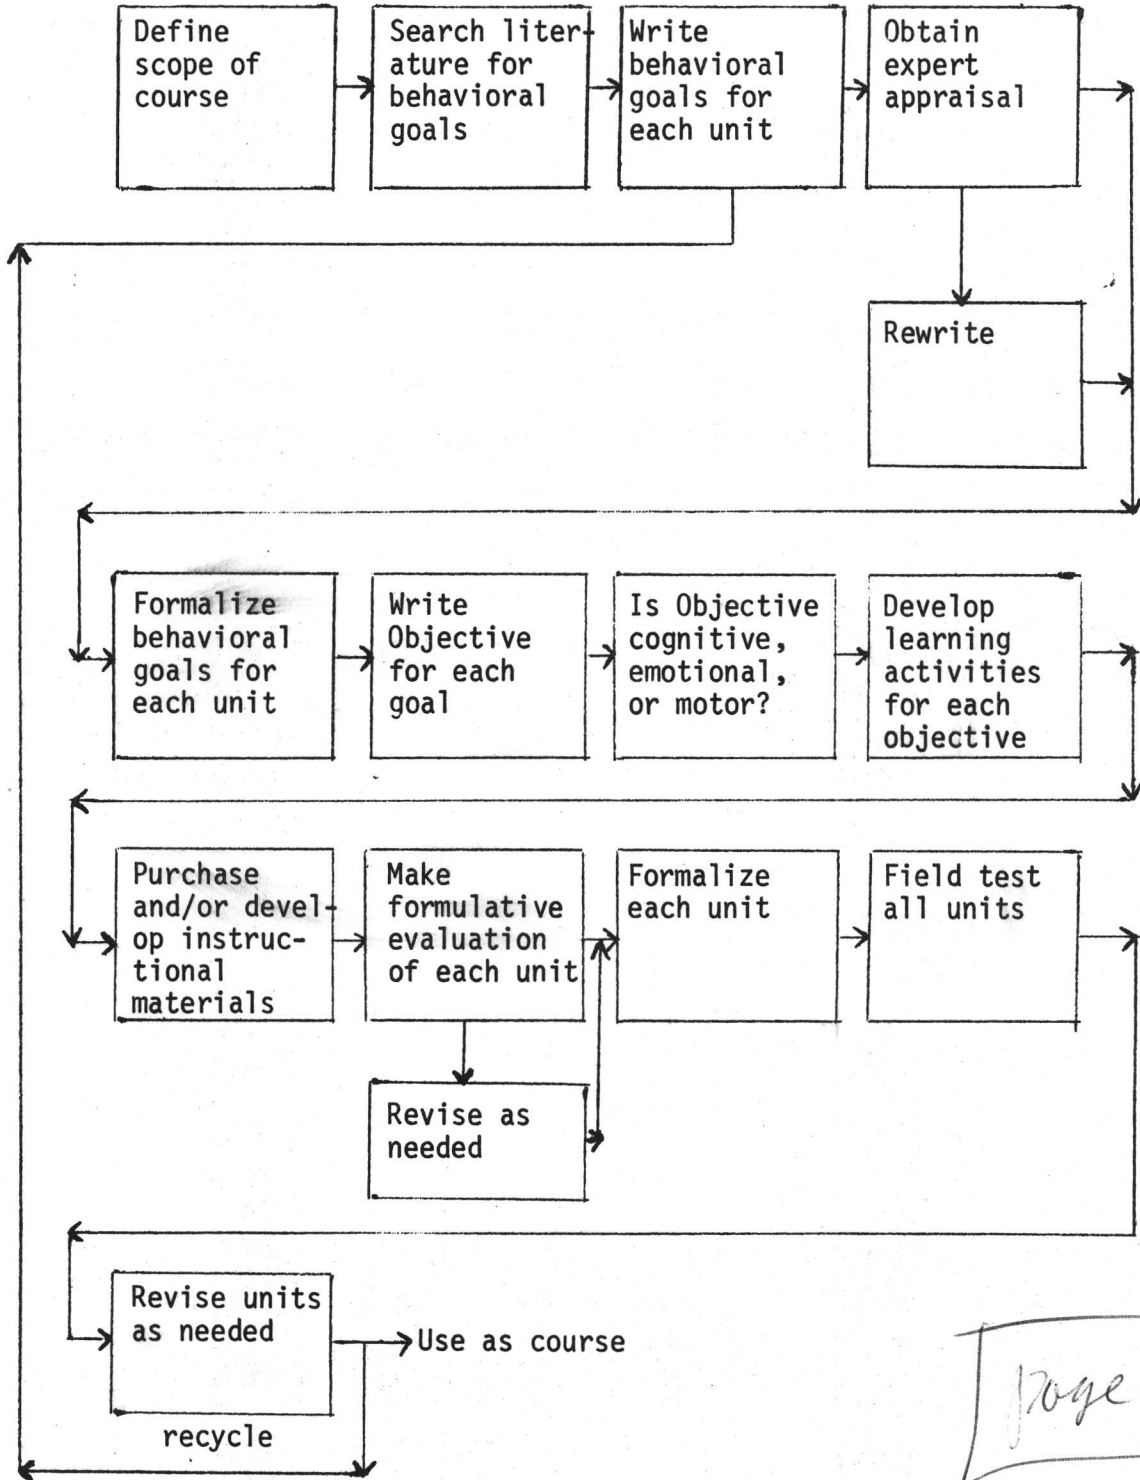 Define
scope of
course
Search liter-
ature for
behavioral
goals
Write
behavioral
goals for
each unit
Obtain
expert
appraisal
Rewrite
Formalize
behavioral
goals for
each unit
Write
Objective
for each
goal
Is Objective
cognitive,
emotional,
or motor?
Develop
learning
activities
for each
objective
Purchase
and/or devel-
op instruc-
tional
materials
Make
formulative
evaluation
of each unit
Formalize
each unit
Field test
all units
Revise as
needed
Revise units
as needed
Use as course
recycle
page